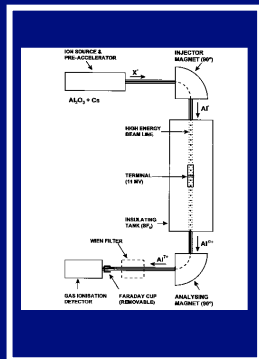 ION SOURCE &
PRE-ACCELERATOR
X⁻
INJECTOR
MAGNET (90°)
Al₂O₃ + Cs
Al⁻
HIGH ENERGY
BEAM LINE
TERMINAL
(11 MV)
INSULATING
TANK (SF₆)
WIEN FILTER
Al⁷⁺
GAS IONISATION
DETECTOR
FARADAY CUP
(REMOVABLE)
ANALYSING
MAGNET (90°)